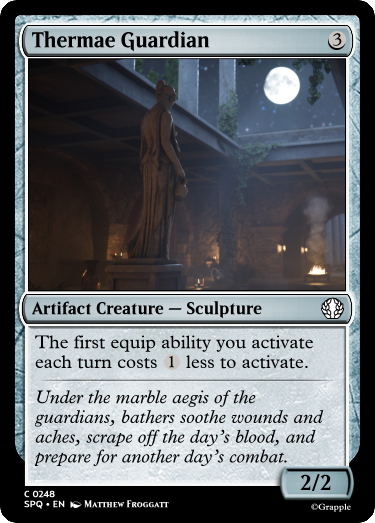 Thermae Guardian 3
Artifact Creature — Sculpture
The first equip ability you activate
each turn costs 1 less to activate.
Under the marble aegis of the
guardians, bathers soothe wounds and
aches, scrape off the day's blood, and
prepare for another day's combat.
2/2
C 0248
SPQ • EN Matthew Froggatt
©Grapple